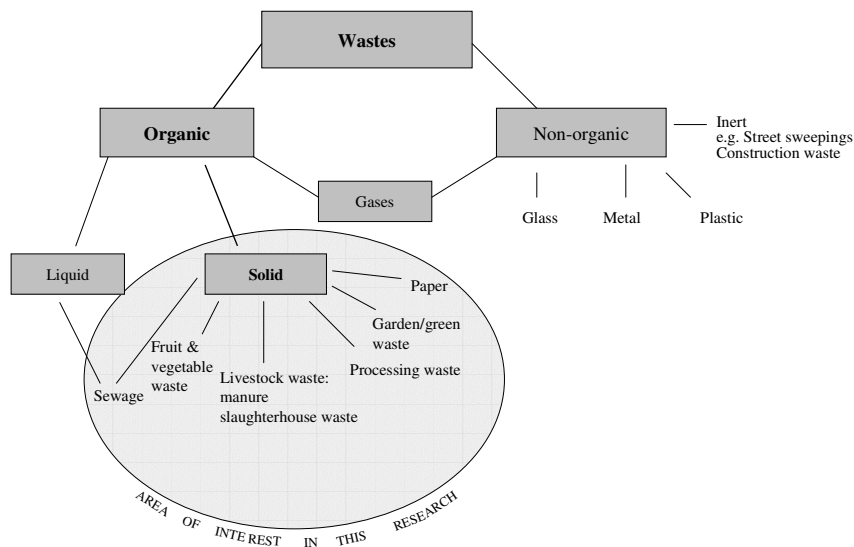 Wastes
Organic
Non-organic
Inert
e.g. Street sweepings
Construction waste
Gases
Glass
Metal
Plastic
Liquid
Solid
Paper
Garden/green
waste
Processing waste
Fruit &
vegetable
waste
Livestock waste:
manure
slaughterhouse waste
Sewage
AREA OF INTEREST IN THIS RESEARCH